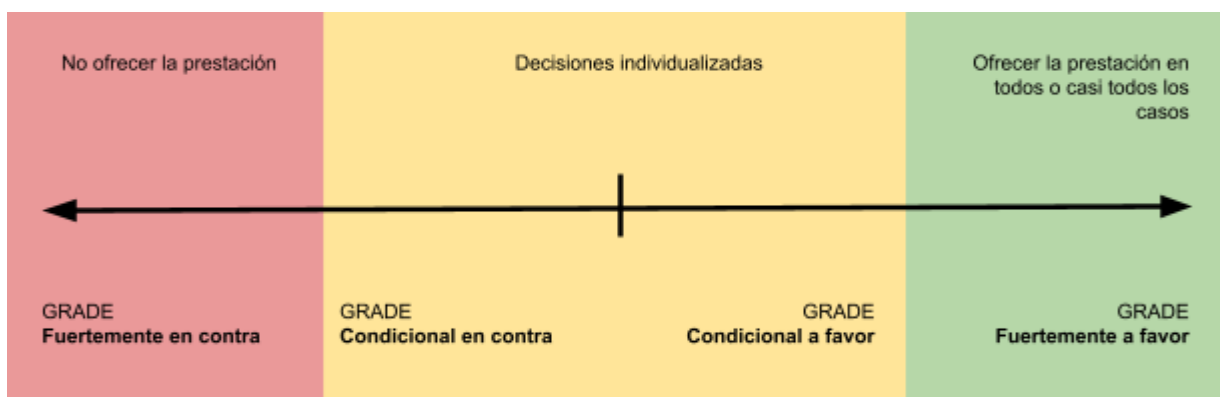 No ofrecer la prestación
Decisiones individualizadas
Ofrecer la prestación en
todos o casi todos los
casos
GRADE
Fuertemente en contra
GRADE
Condicional en contra
GRADE
Condicional a favor
GRADE
Fuertemente a favor